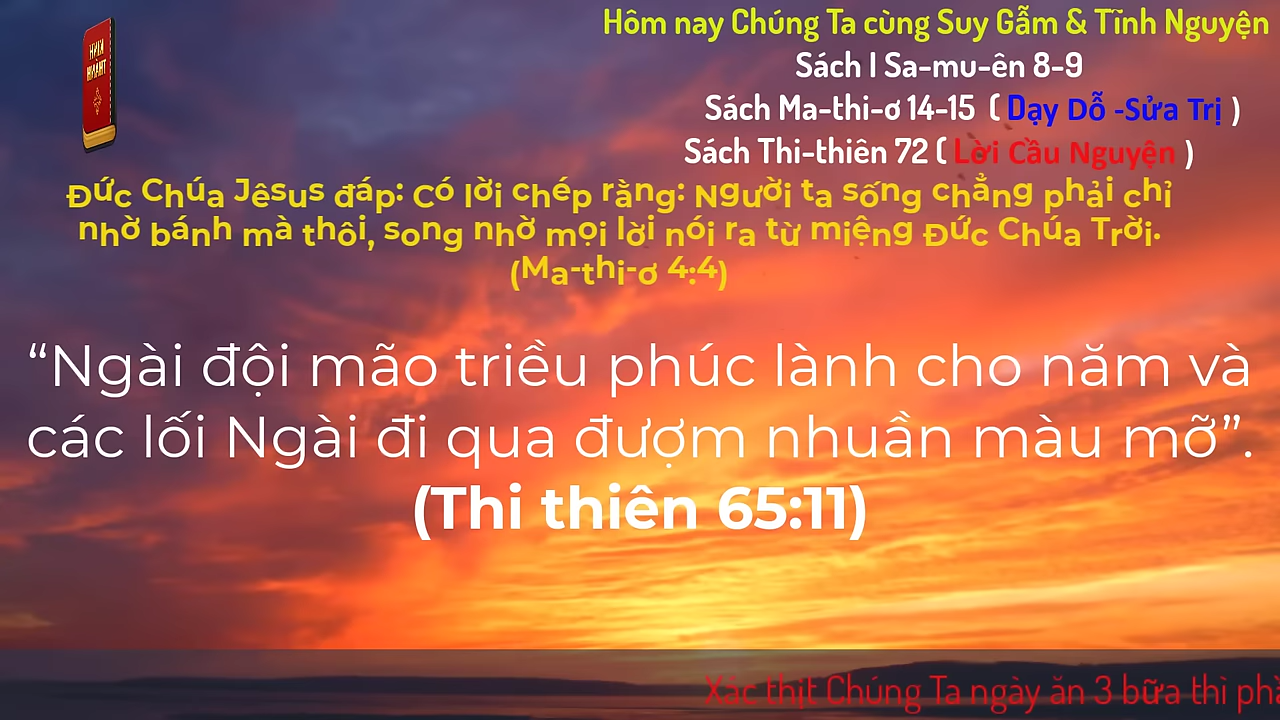 Hôm nay Chúng Ta cùng Suy Gẫm & Tĩnh Nguyện
Sách I Sa-mu-ên 8-9
Sách Ma-thi-ơ 14-15 ( Dạy Dỗ -Sửa Trị )
Sách Thi-thiên 72 ( Lời Cầu Nguyện )
KINH
THÁNH
Đức Chúa Jêsus đáp: Có lời chép rằng: Người ta sống chẳng phải chỉ
nhờ bánh mà thôi, song nhờ mọi lời nói ra từ miệng Đức Chúa Trời.
(Ma-thi-ơ 4:4)
“Ngài đội mão triều phúc lành cho năm và
các lối Ngài đi qua đượm nhuần màu mỡ”.
(Thi thiên 65:11)
Xác thịt Chúng Ta ngày ăn 3 bữa thì